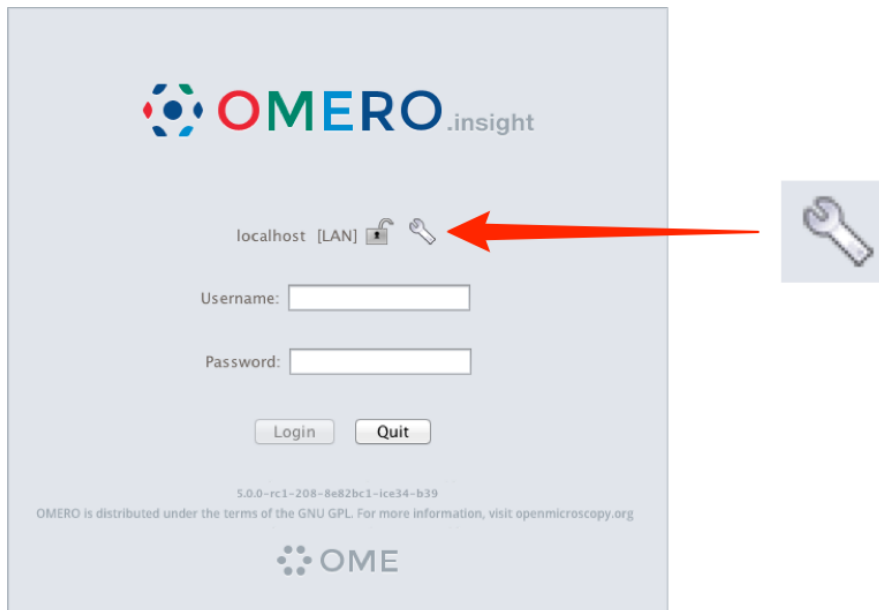 OMERO.insight
localhost [LAN]
Username:
Password:
Login Quit
5.0.0-rc1-208-8e82bc1-ice34-b39
OMERO is distributed under the terms of the GNU GPL. For more information, visit openmicroscopy.org
OME